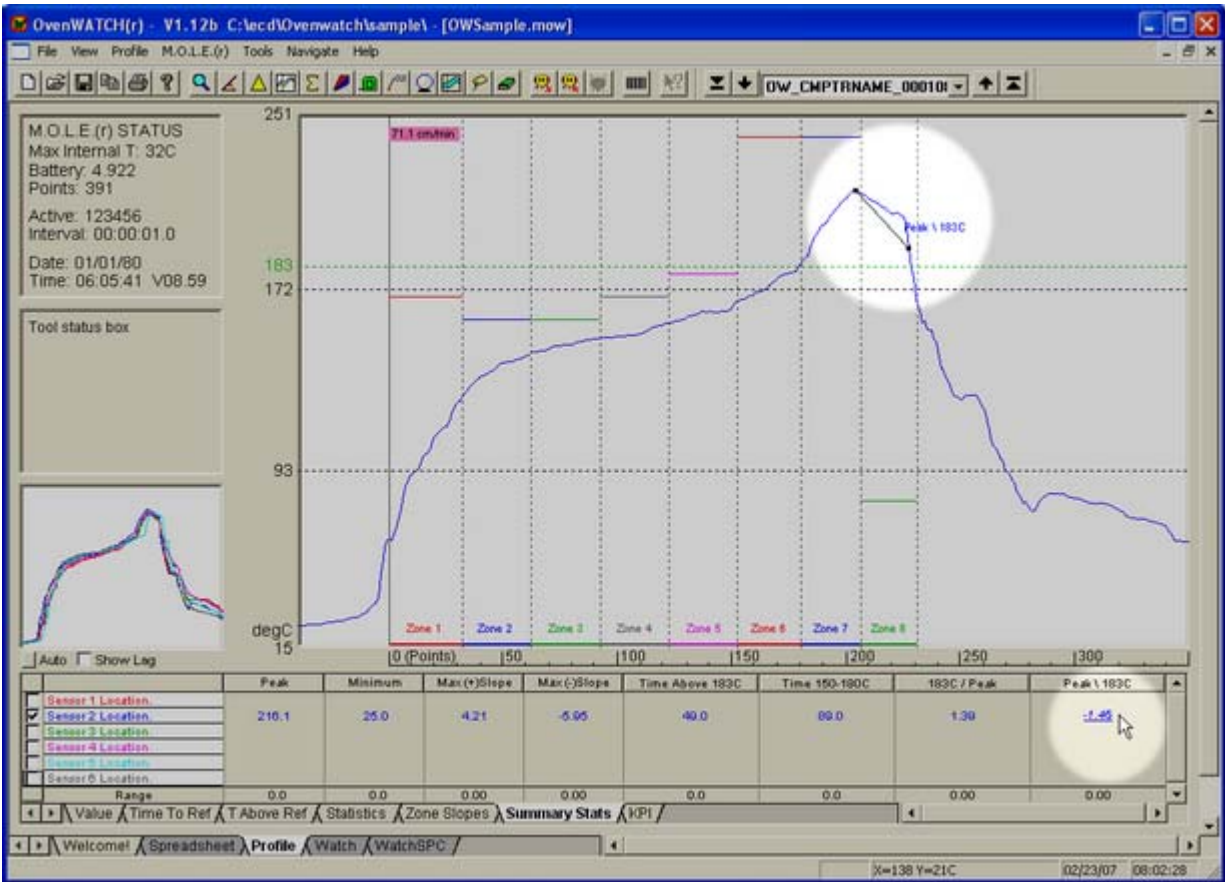 OvenWATCH(r) - V1.12b C:\ecd\Ovenwatch\sample\ - [OWSample.mow]
File View Profile M.O.L.E.(r) Tools Navigate Help
OW_CMPTRNAME_00010
M.O.L.E.(r) STATUS
Max Internal T: 32C
Battery: 4.922
Points: 391
Active: 123456
Interval: 00:00:01.0
Date: 01/01/80
Time: 06:05:41 V08.59
Tool status box
Auto Show Lag
251
71.1 cm/min
Peak \ 183C
183
172
93
degC
15
Zone 1 Zone 2 Zone 3 Zone 4 Zone 5 Zone 6 Zone 7 Zone 8
0 (Points) 50 100 150 200 250 300
Peak Minimum Max (+)Slope Max (-)Slope Time Above 183C Time 150-180C 183C / Peak Peak \ 183C
Sensor 1 Location.
Sensor 2 Location. 216.1 25.0 4.21 -5.95 49.0 89.0 1.39 -1.45
Sensor 3 Location.
Sensor 4 Location.
Sensor 5 Location.
Sensor 6 Location.
Range 0.0 0.0 0.00 0.00 0.0 0.0 0.00 0.00
Value Time To Ref T Above Ref Statistics Zone Slopes Summary Stats KPI
Welcome! Spreadsheet Profile Watch WatchSPC
X=138 Y=21C 02/23/07 08:02:28